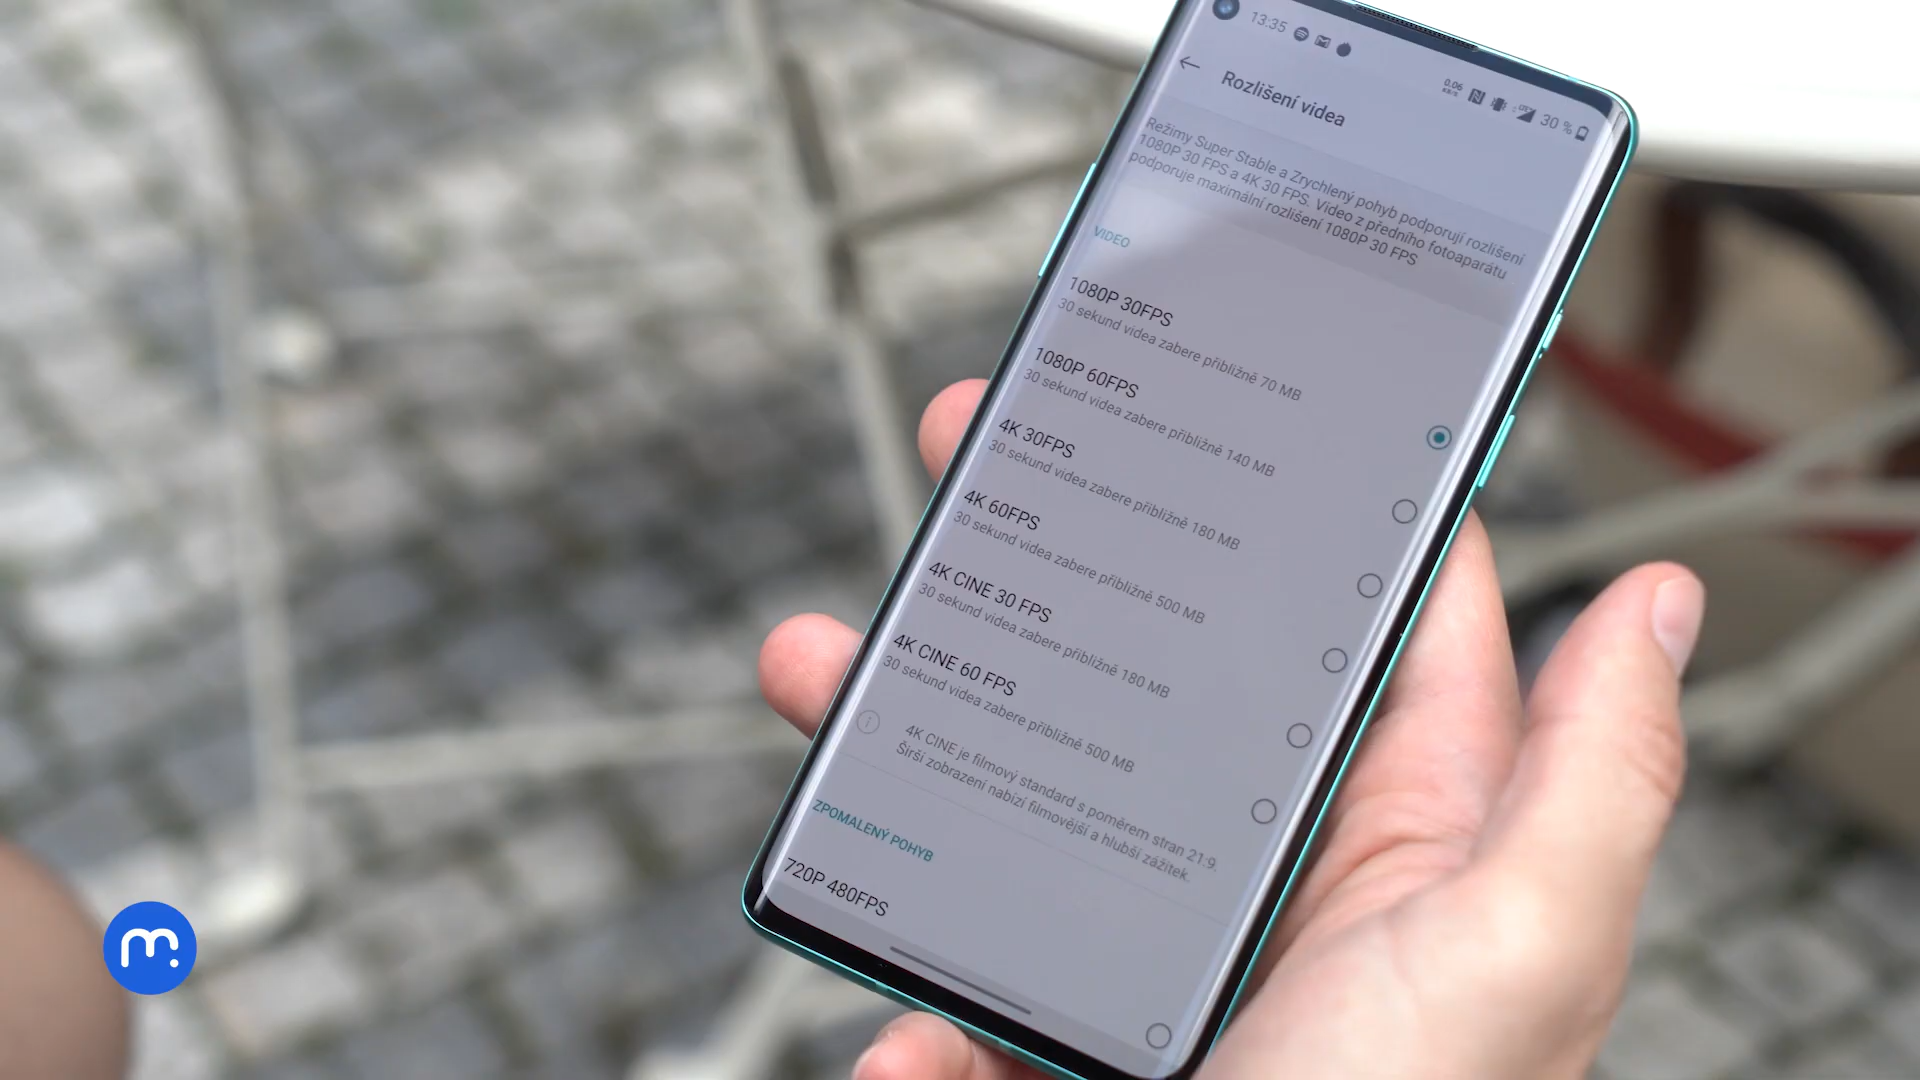 13:35
0.06
KB/S
LTE
30 %
Rozlišení videa
Režimy Super Stable a Zrychlený pohyb podporují rozlišení
1080P 30 FPS a 4K 30 FPS. Video z předního fotoaparátu
podporuje maximální rozlišení 1080P 30 FPS
VIDEO
1080P 30FPS
30 sekund videa zabere přibližně 70 MB
1080P 60FPS
30 sekund videa zabere přibližně 140 MB
4K 30FPS
30 sekund videa zabere přibližně 180 MB
4K 60FPS
30 sekund videa zabere přibližně 500 MB
4K CINE 30 FPS
30 sekund videa zabere přibližně 180 MB
4K CINE 60 FPS
30 sekund videa zabere přibližně 500 MB
4K CINE je filmový standard s poměrem stran 21:9.
Širší zobrazení nabízí filmovější a hlubší zážitek.
ZPOMALENÝ POHYB
720P 480FPS
m.